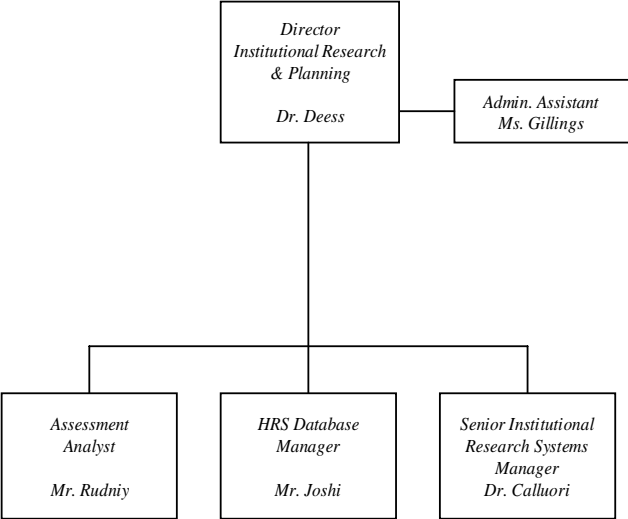 Director
Institutional Research
& Planning
Dr. Deess
Admin. Assistant
Ms. Gillings
Assessment
Analyst
Mr. Rudniy
HRS Database
Manager
Mr. Joshi
Senior Institutional
Research Systems
Manager
Dr. Calluori